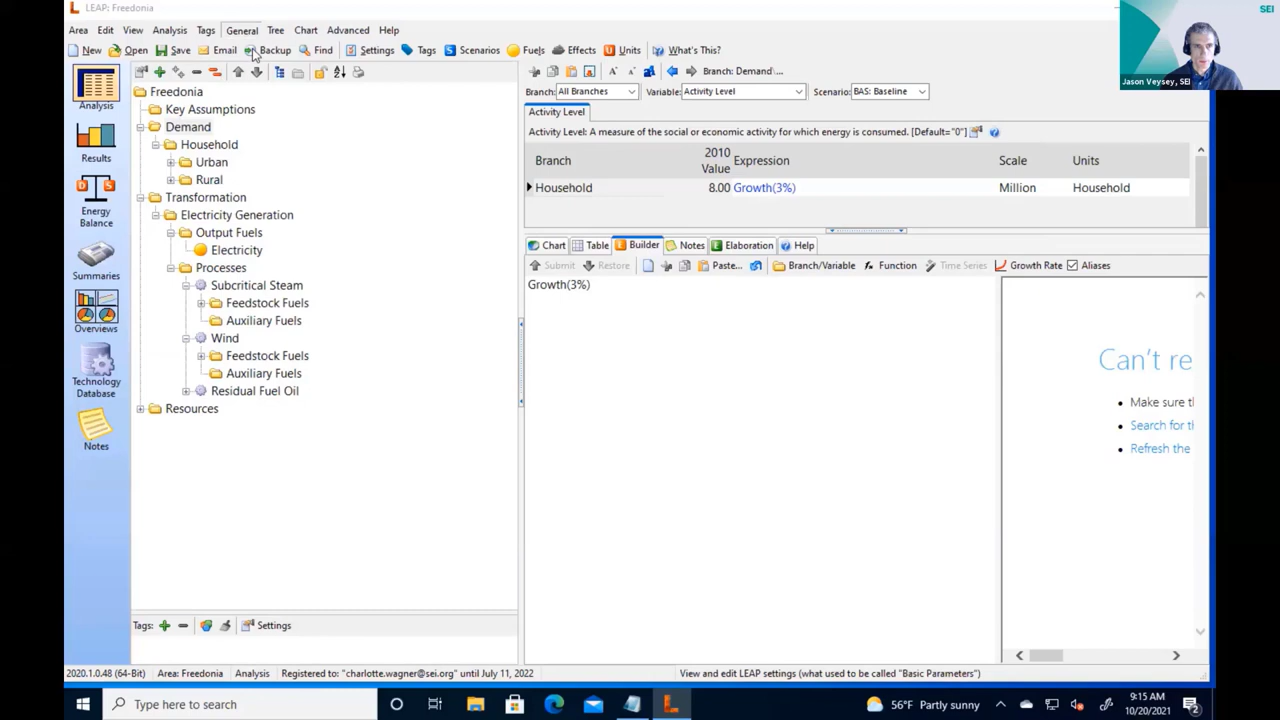 LEAP: Freedonia
SEI
Area Edit View Analysis Tags General Tree Chart Advanced Help
New Open Save Email Backup Find Settings Tags Scenarios Fuels Effects Units What's This?
Jason Veysey, SEI
Analysis
Results
Energy
Balance
Summaries
Overviews
Technology
Database
Notes
Freedonia
Key Assumptions
Demand
Household
Urban
Rural
Transformation
Electricity Generation
Output Fuels
Electricity
Processes
Subcritical Steam
Feedstock Fuels
Auxiliary Fuels
Wind
Feedstock Fuels
Auxiliary Fuels
Residual Fuel Oil
Resources
Tags: Settings
Branch: Demand\...
Branch: All Branches Variable: Activity Level Scenario: BAS: Baseline
Activity Level
Activity Level: A measure of the social or economic activity for which energy is consumed. [Default="0"]
Branch 2010 Value Expression Scale Units
Household 8.00 Growth(3%) Million Household
Chart Table Builder Notes Elaboration Help
Submit Restore Paste... Branch/Variable Function Time Series Growth Rate Aliases
Growth(3%)
Can't re
Make sure th
Search for th
Refresh the
2020.1.0.48 (64-Bit) Area: Freedonia Analysis Registered to: "charlotte.wagner@sei.org" until July 11, 2022 View and edit LEAP settings (what used to be called "Basic Parameters")
Type here to search
56°F Partly sunny
9:15 AM
10/20/2021
2